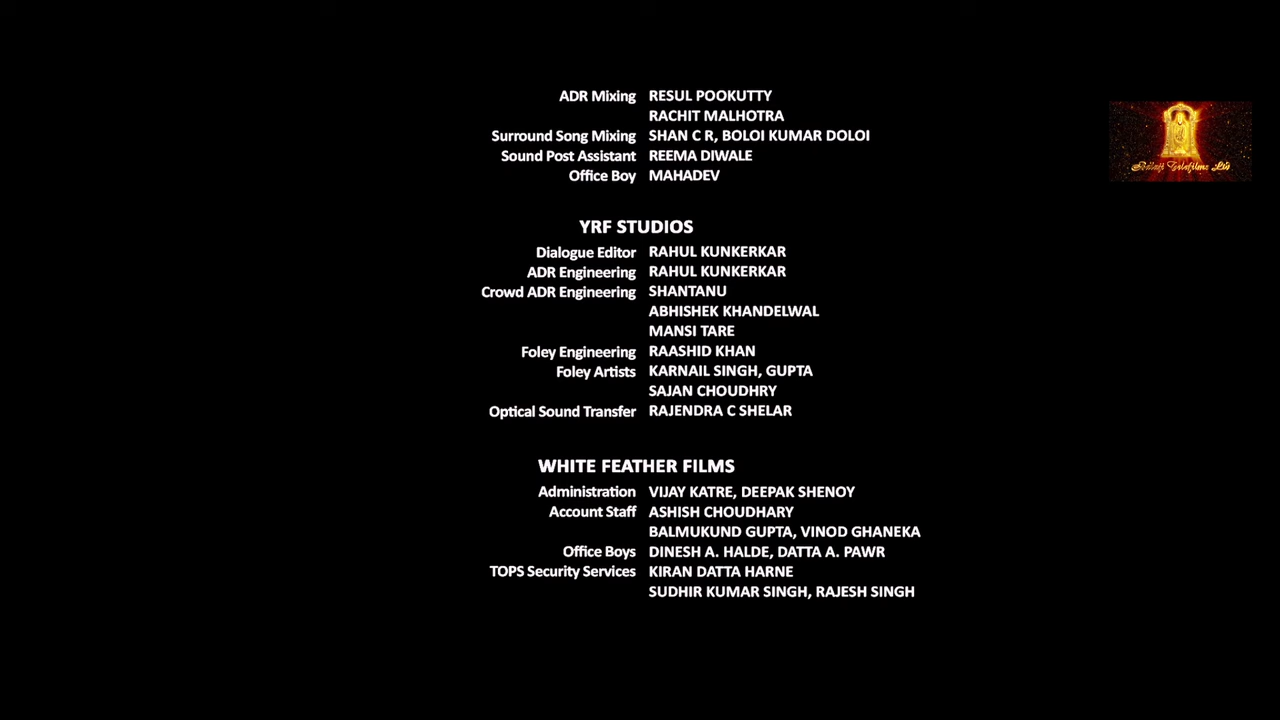 ADR Mixing RESUL POOKUTTY
RACHIT MALHOTRA
Surround Song Mixing SHAN C R, BOLOI KUMAR DOLOI
Sound Post Assistant REEMA DIWALE
Office Boy MAHADEV
YRF STUDIOS
Dialogue Editor RAHUL KUNKERKAR
ADR Engineering RAHUL KUNKERKAR
Crowd ADR Engineering SHANTANU
ABHISHEK KHANDELWAL
MANSI TARE
Foley Engineering RAASHID KHAN
Foley Artists KARNAIL SINGH, GUPTA
SAJAN CHOUDHRY
Optical Sound Transfer RAJENDRA C SHELAR
WHITE FEATHER FILMS
Administration VIJAY KATRE, DEEPAK SHENOY
Account Staff ASHISH CHOUDHARY
BALMUKUND GUPTA, VINOD GHANEKA
Office Boys DINESH A. HALDE, DATTA A. PAWR
TOPS Security Services KIRAN DATTA HARNE
SUDHIR KUMAR SINGH, RAJESH SINGH
Balaji Telefilms Ltd